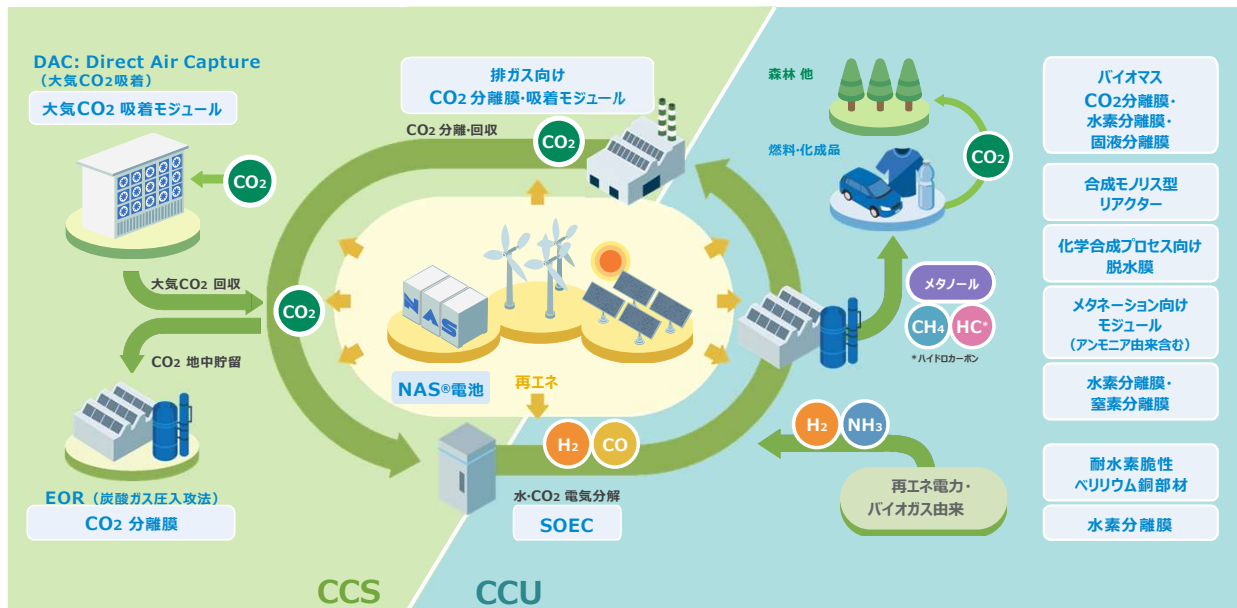 DAC: Direct Air Capture
（大気CO2吸着）
大気CO2 吸着モジュール
CO2
大気CO2 回収
CO2
CO2 地中貯留
EOR（炭酸ガス圧入攻法）
CO2 分離膜
排ガス向け
CO2 分離膜・吸着モジュール
CO2 分離・回収
CO2
NAS
NAS®電池
再エネ
H2
CO
水・CO2 電気分解
SOEC
CCS
CCU
森林 他
燃料・化成品
CO2
メタノール
CH4
HC*
*ハイドロカーボン
H2
NH3
再エネ電力・
バイオガス由来
バイオマス
CO2分離膜・
水素分離膜・
固液分離膜
合成モノリス型
リアクター
化学合成プロセス向け
脱水膜
メタネーション向け
モジュール
（アンモニア由来含む）
水素分離膜・
窒素分離膜
耐水素脆性
ベリリウム銅部材
水素分離膜